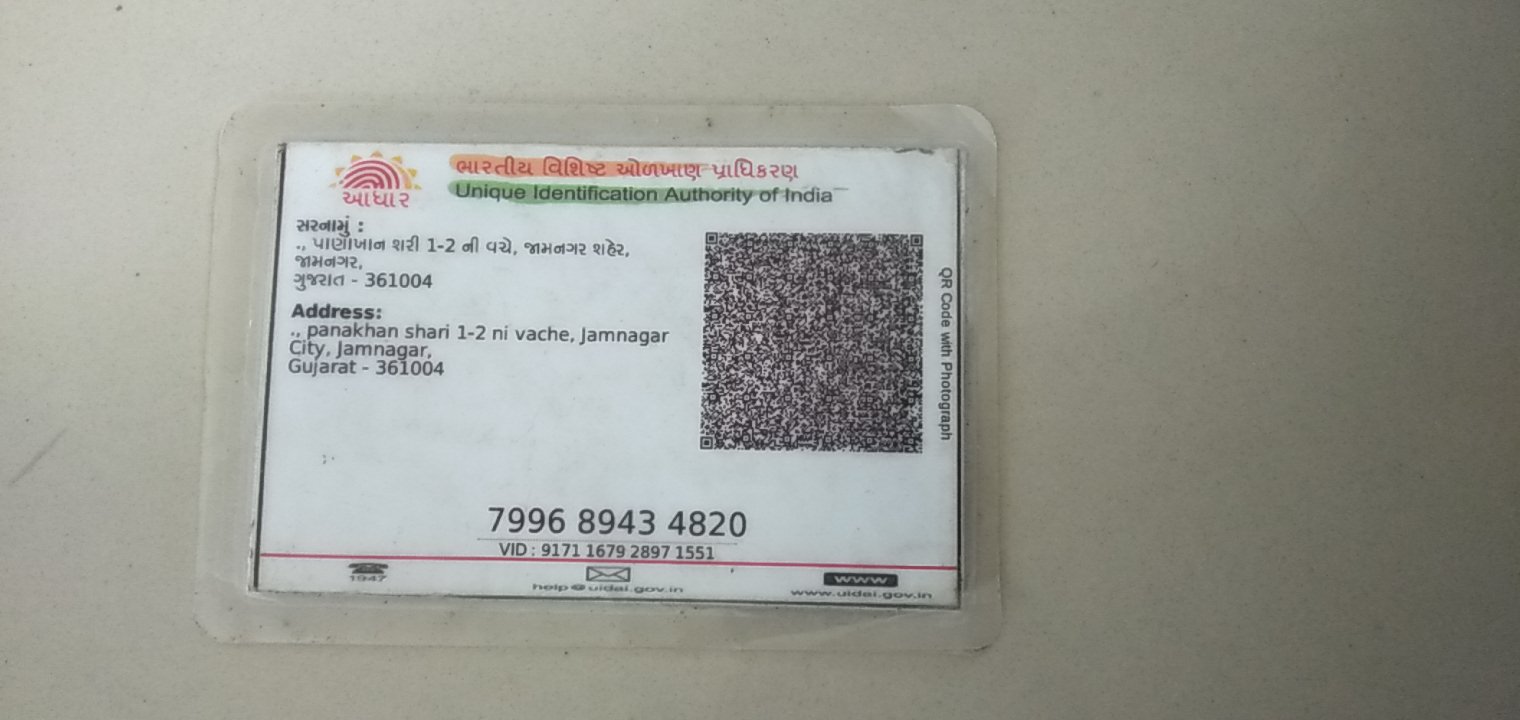 આધાર
ભારતીય વિશિષ્ટ ઓળખાણ પ્રાધિકરણ
Unique Identification Authority of India
સરનામું :
., પાણાખાન શરી 1-2 ની વચે, જામનગર શહેર,
જામનગર,
ગુજરાત - 361004
Address:
., panakhan shari 1-2 ni vache, Jamnagar
City, Jamnagar,
Gujarat - 361004
QR Code with Photograph
7996 8943 4820
VID : 9171 1679 2897 1551
1947
help@uidai.gov.in
www
www.uidai.gov.in